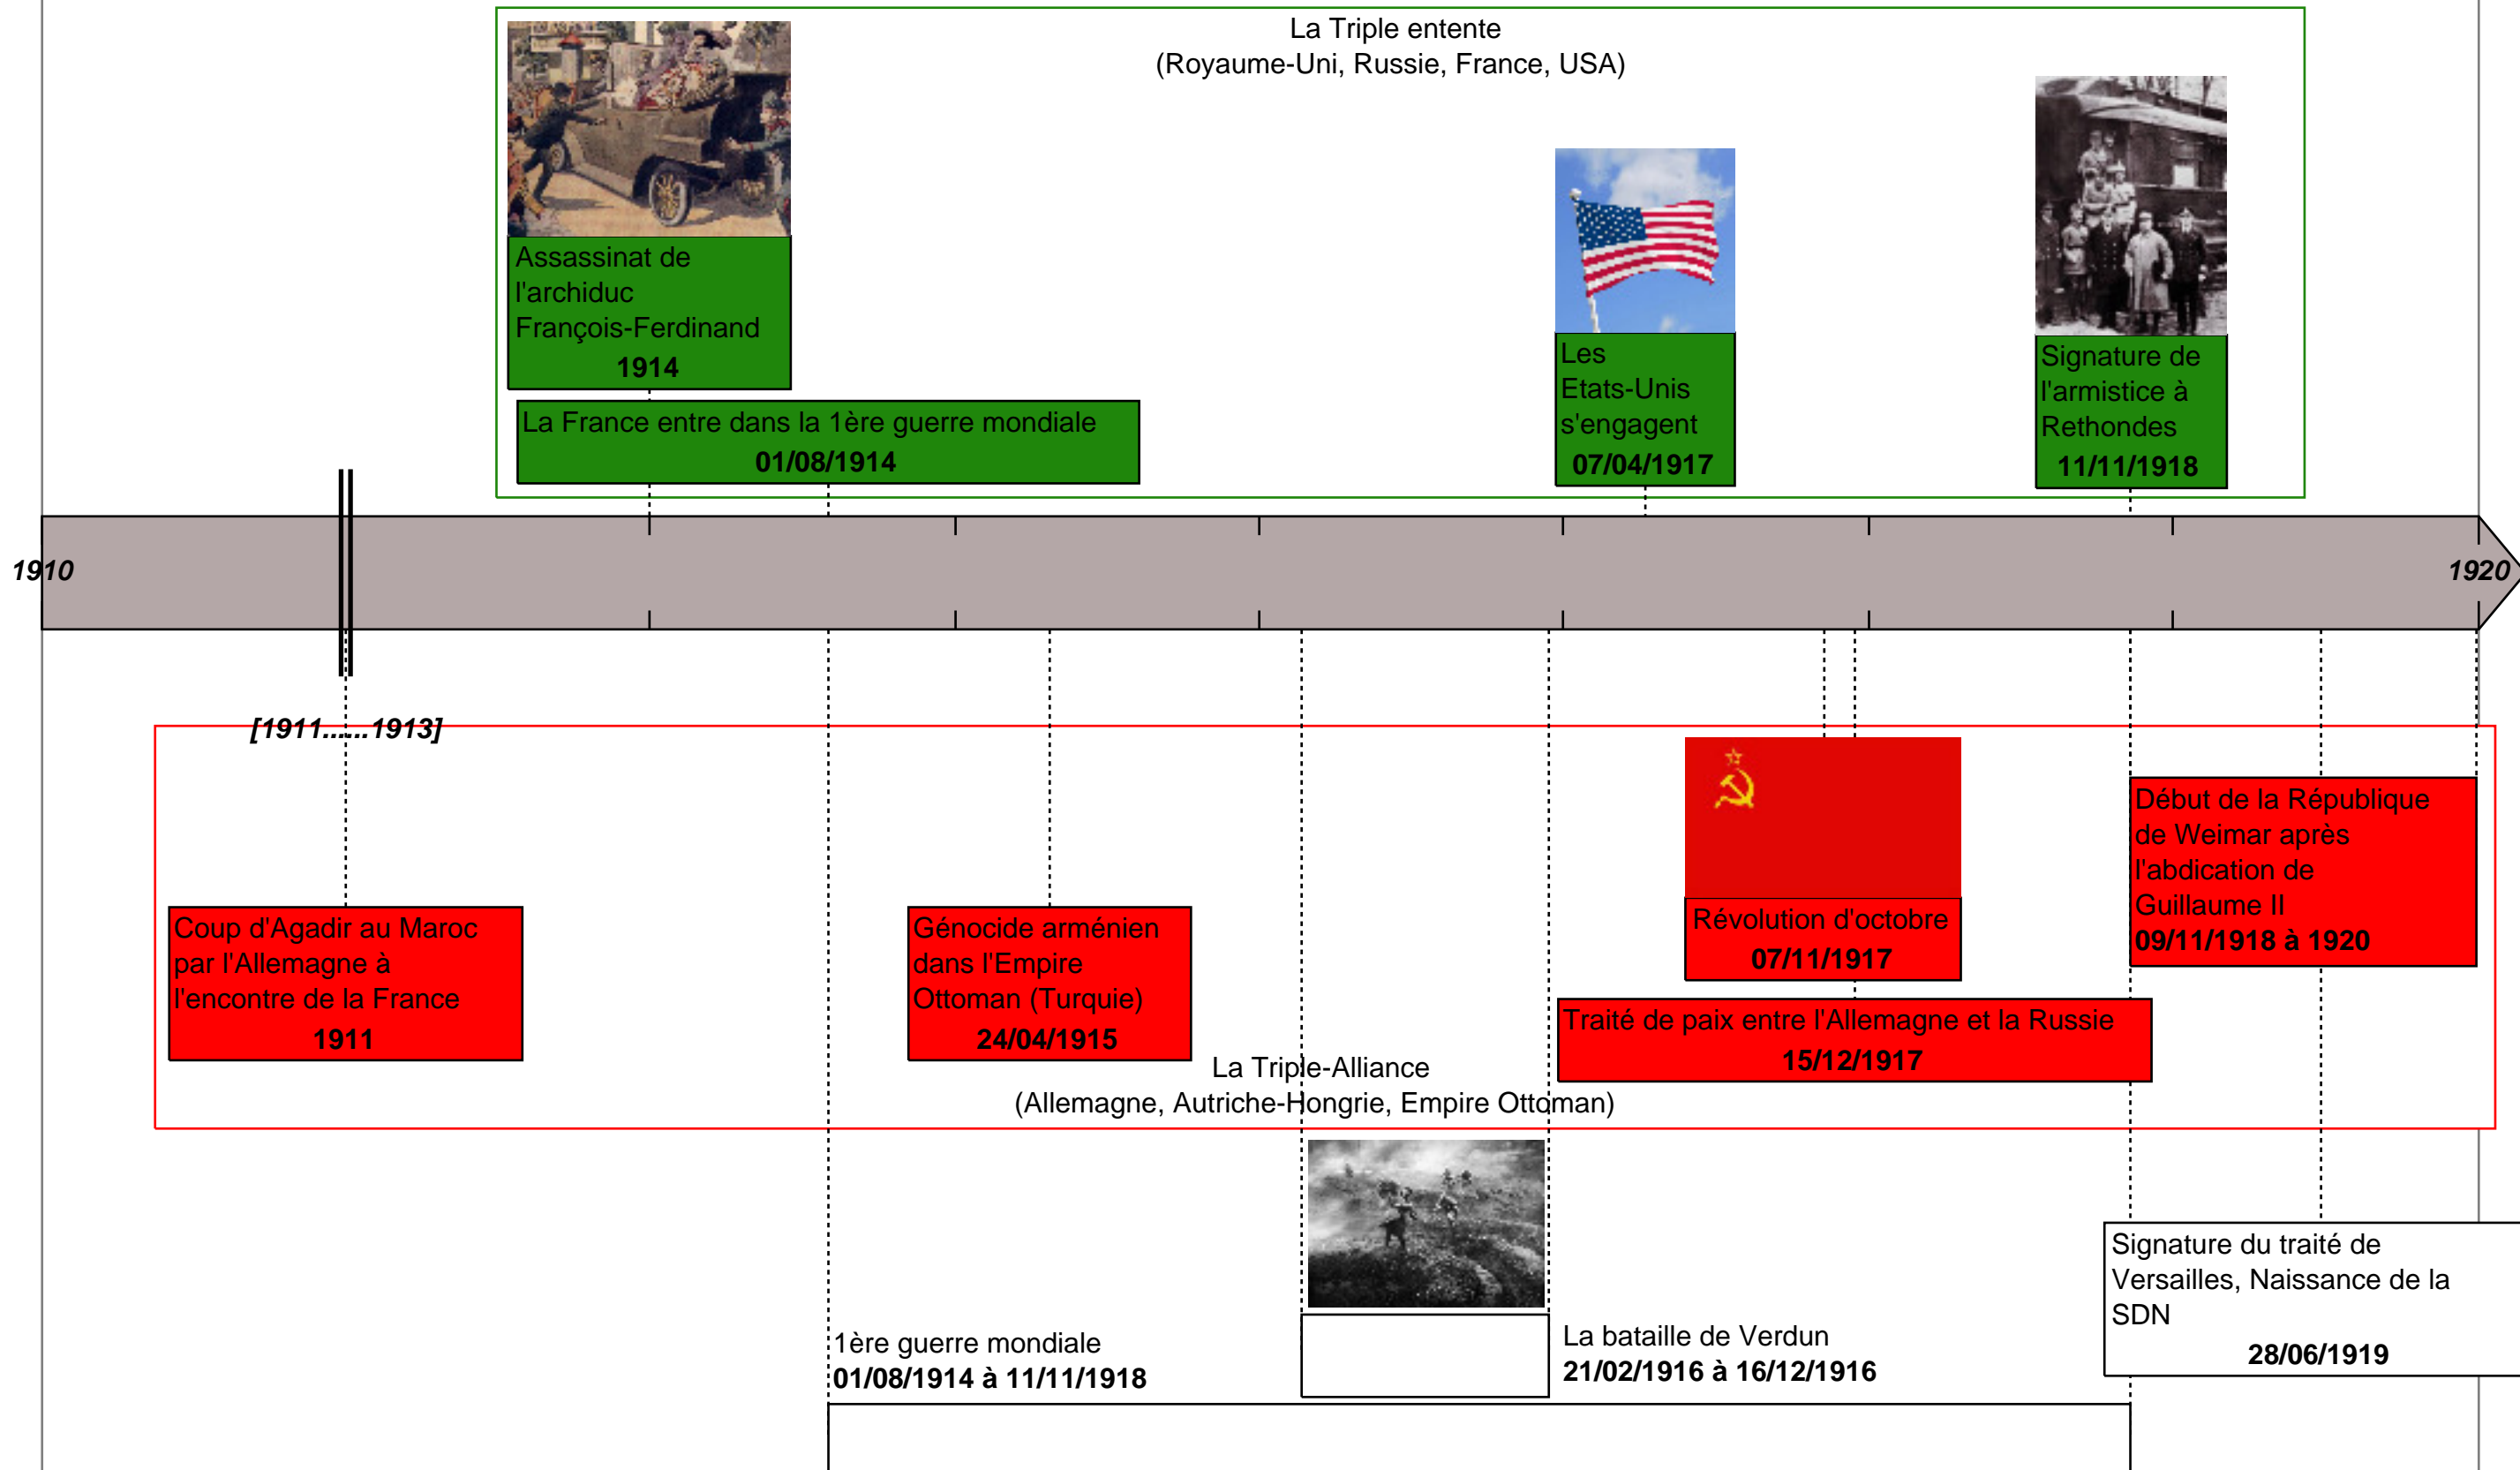 La Triple entente
(Royaume-Uni, Russie, France, USA)
Assassinat de
l'archiduc
François-Ferdinand
1914
La France entre dans la 1ère guerre mondiale
01/08/1914
Les
Etats-Unis
s'engagent
07/04/1917
Signature de
l'armistice à
Rethondes
11/11/1918
1910
1920
[1911......1913]
Coup d'Agadir au Maroc
par l'Allemagne à
l'encontre de la France
1911
Génocide arménien
dans l'Empire
Ottoman (Turquie)
24/04/1915
Révolution d'octobre
07/11/1917
Traité de paix entre l'Allemagne et la Russie
15/12/1917
Début de la République
de Weimar après
l'abdication de
Guillaume II
09/11/1918 à 1920
La Triple-Alliance
(Allemagne, Autriche-Hongrie, Empire Ottoman)
1ère guerre mondiale
01/08/1914 à 11/11/1918
La bataille de Verdun
21/02/1916 à 16/12/1916
Signature du traité de
Versailles, Naissance de la
SDN
28/06/1919